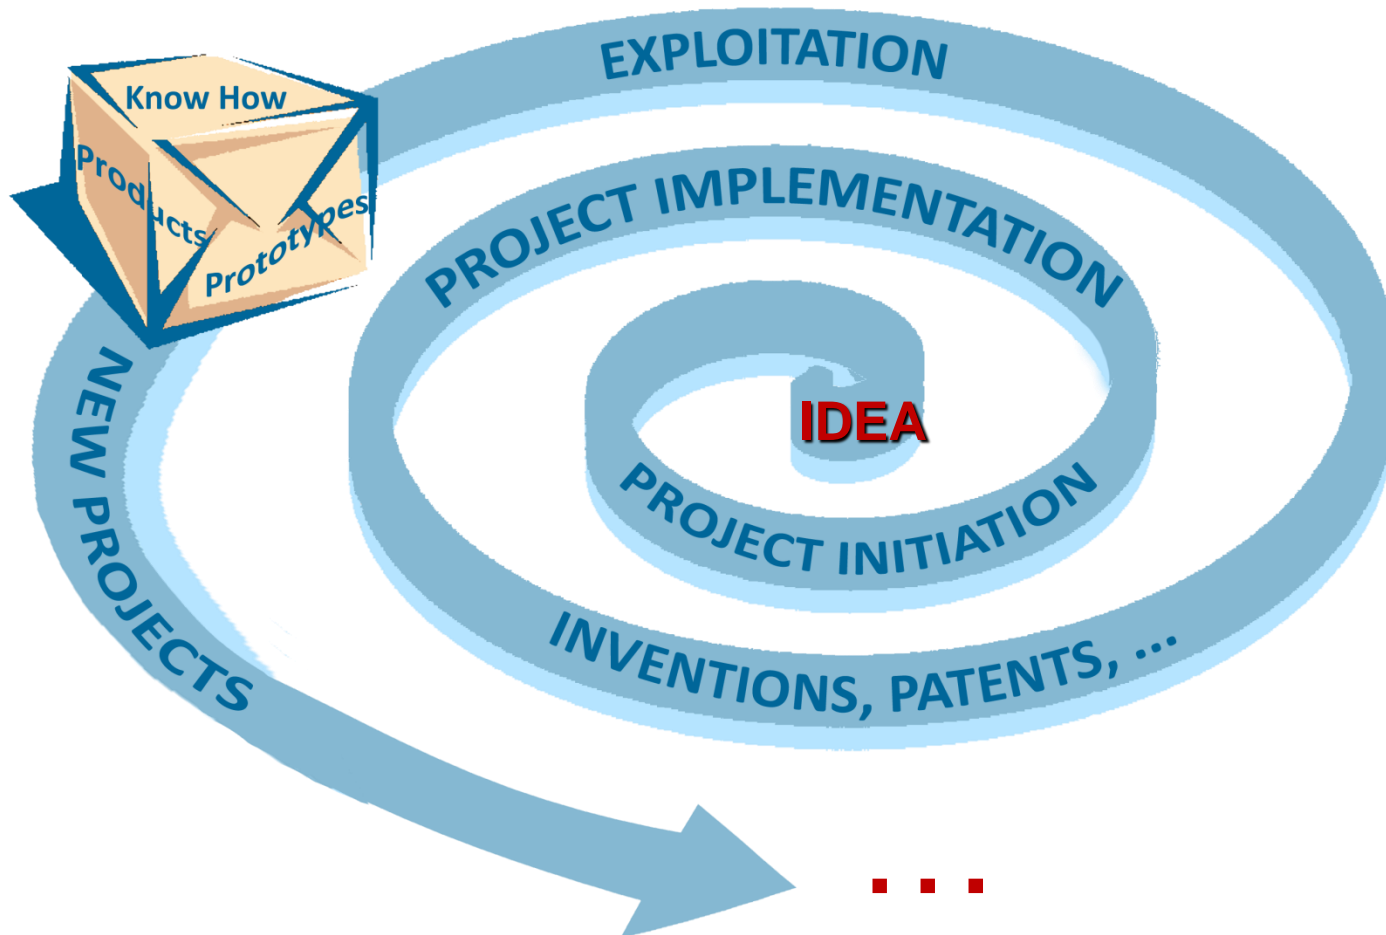 EXPLOITATION
Know How
Products
Prototypes
PROJECT IMPLEMENTATION
IDEA
PROJECT INITIATION
NEW PROJECTS
INVENTIONS, PATENTS, ...
. . .